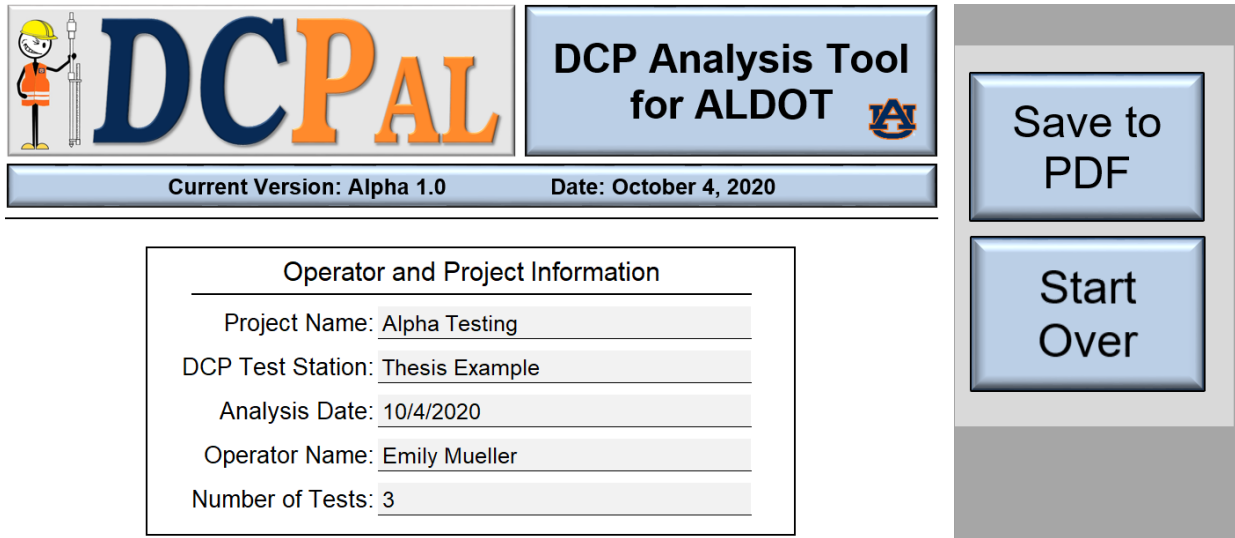 DCPAL
DCP Analysis Tool
for ALDOT
AU
Current Version: Alpha 1.0 Date: October 4, 2020
Operator and Project Information
Project Name: Alpha Testing
DCP Test Station: Thesis Example
Analysis Date: 10/4/2020
Operator Name: Emily Mueller
Number of Tests: 3
Save to
PDF
Start
Over